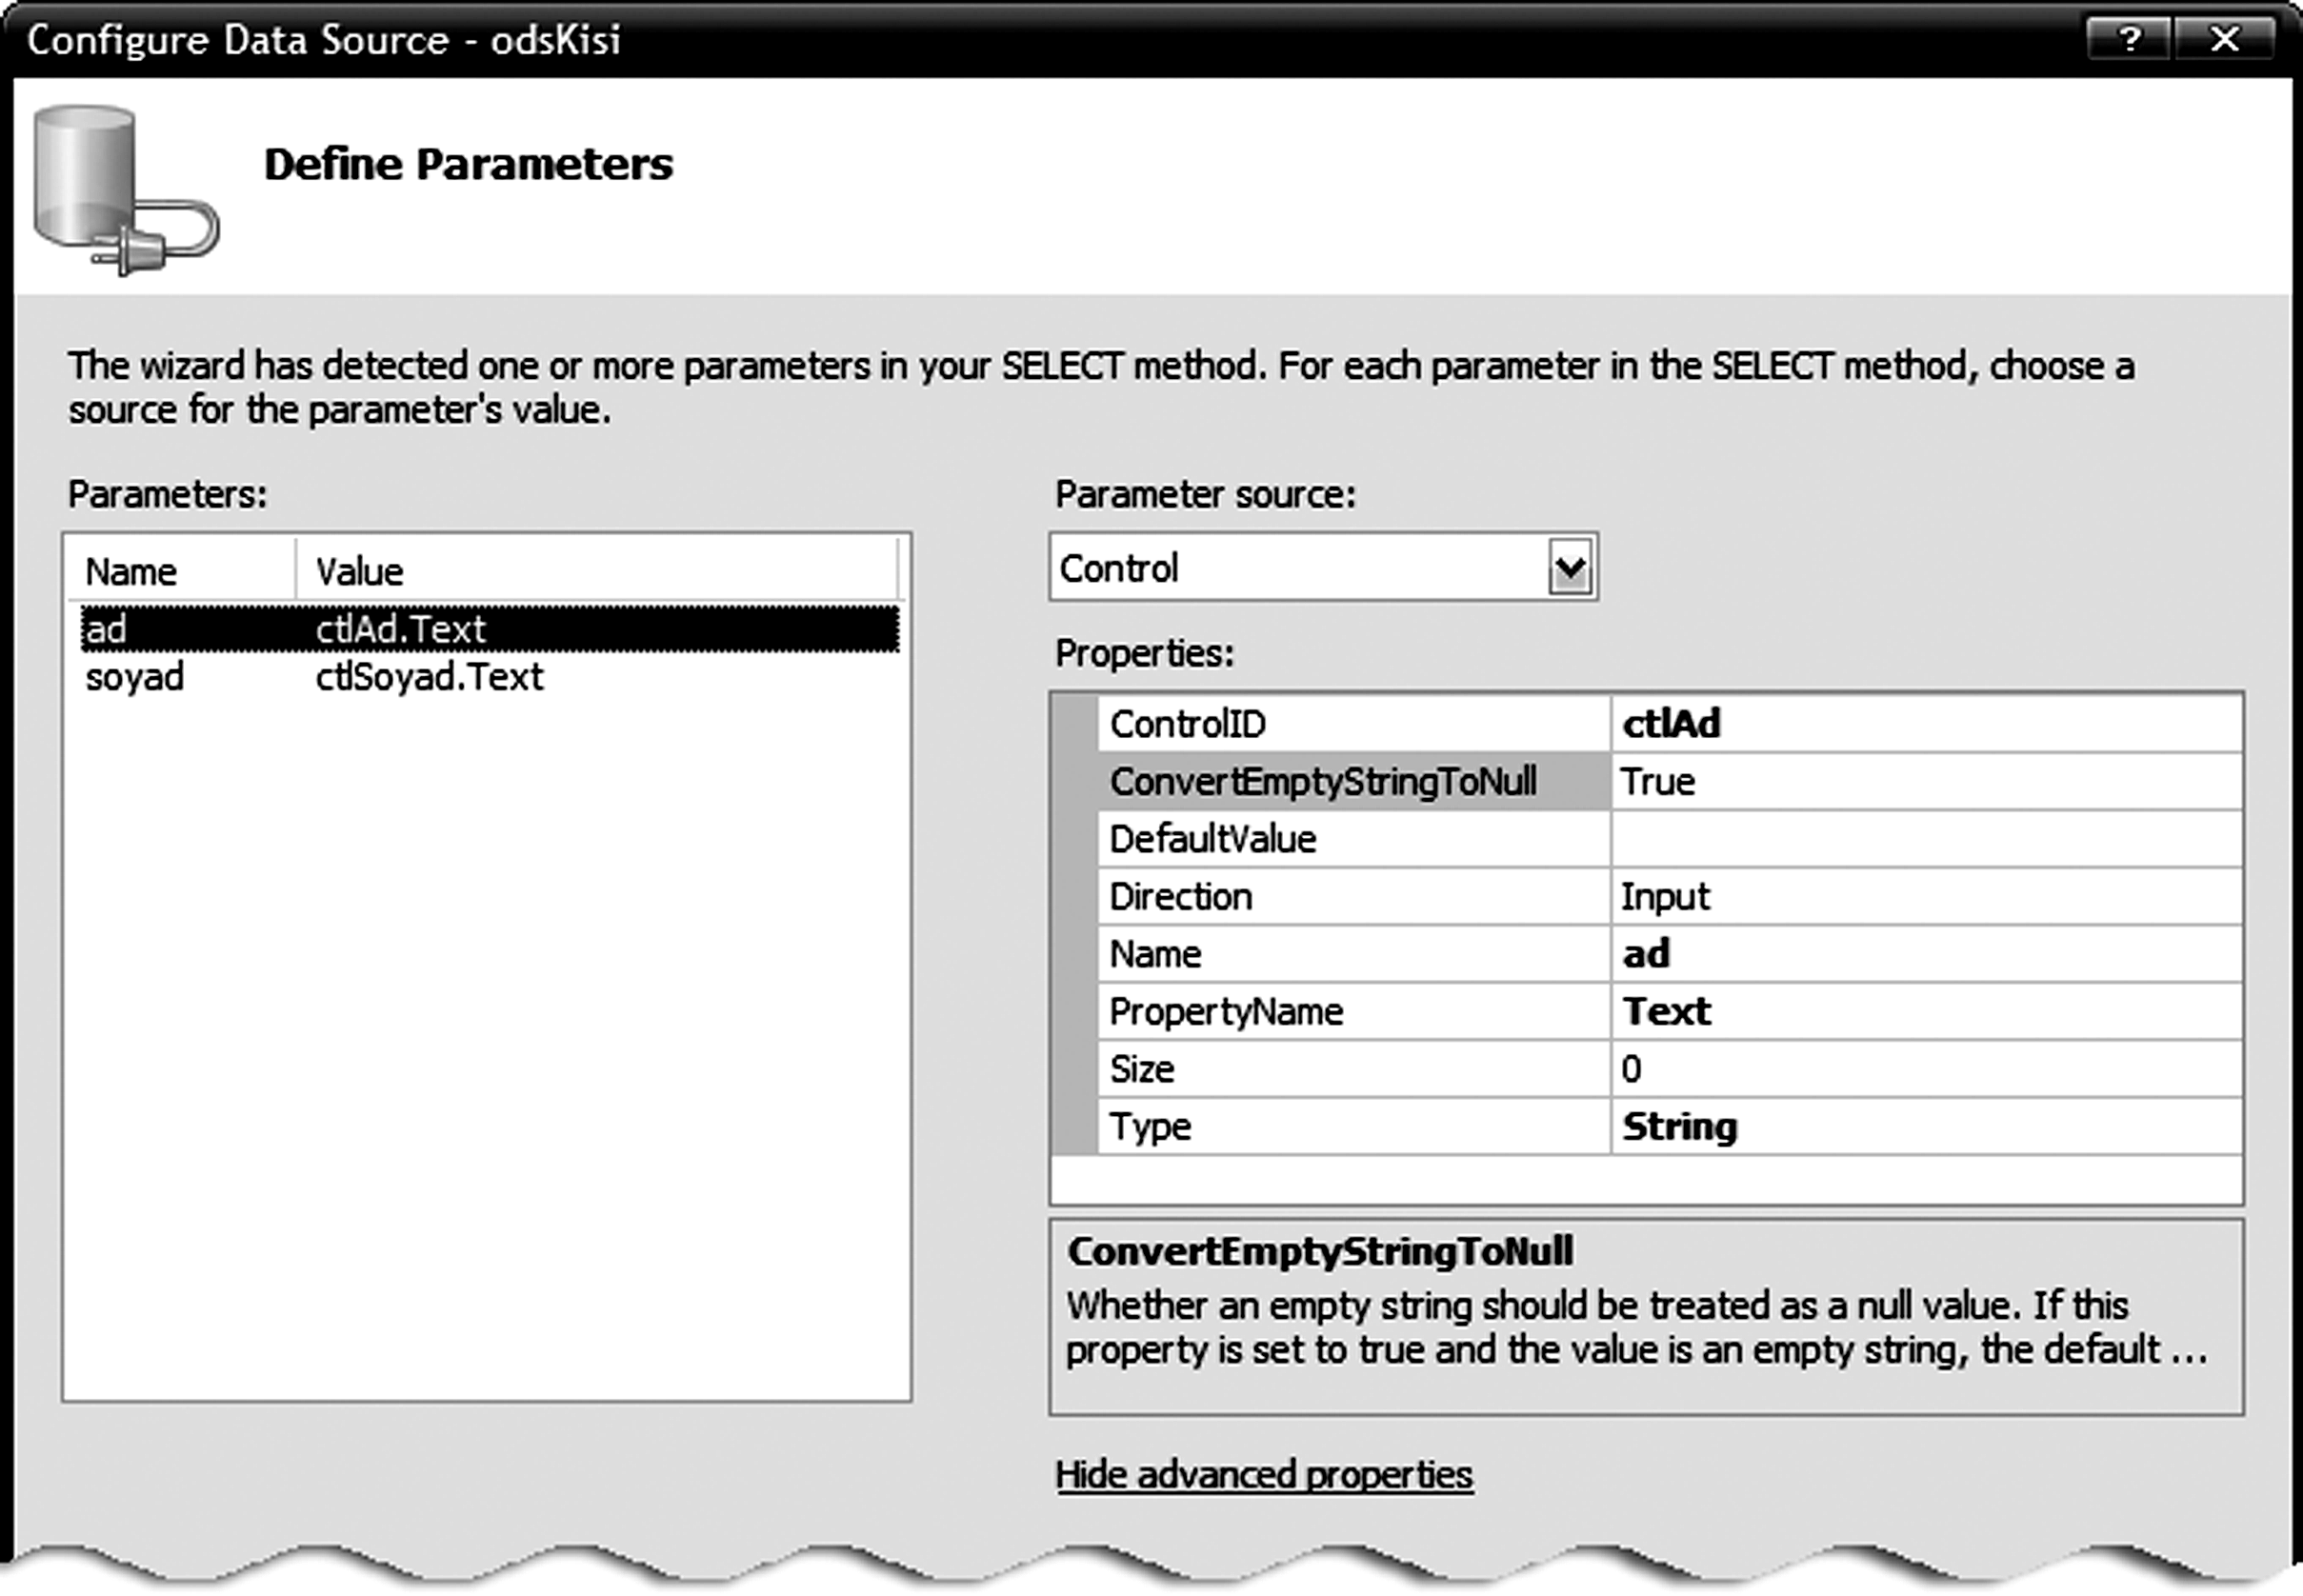 Configure Data Source - odsKisi
?
Define Parameters
The wizard has detected one or more parameters in your SELECT method. For each parameter in the SELECT method, choose a
source for the parameter's value.
Parameters:
Name Value
ad ctlAd.Text
soyad ctlSoyad.Text
Parameter source:
Control
Properties:
ControlID ctlAd
ConvertEmptyStringToNull True
DefaultValue
Direction Input
Name ad
PropertyName Text
Size 0
Type String
ConvertEmptyStringToNull
Whether an empty string should be treated as a null value. If this
property is set to true and the value is an empty string, the default ...
Hide advanced properties